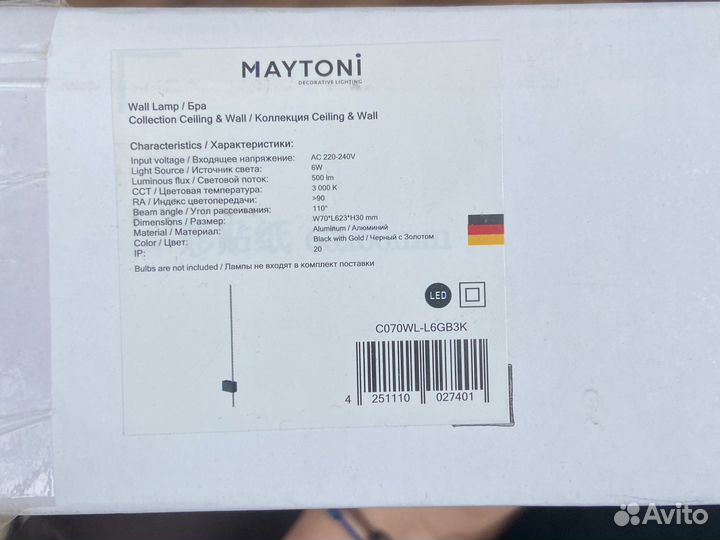 MAYTONi
DECORATIVE LIGHTING
Wall Lamp / Бра
Collection Ceiling & Wall / Коллекция Ceiling & Wall
Characteristics / Характеристики:
Input voltage / Входящее напряжение: AC 220-240V
Light Source / Источник света: 6W
Luminous flux / Световой поток: 500 lm
CCT / Цветовая температура: 3 000 K
RA / Индекс цветопередачи: >90
Beam angle / Угол рассеивания: 110°
Dimensions / Размер: W70*L623*H30 mm
Material / Материал: Aluminum / Алюминий
Color / Цвет: Black with Gold / Черный с Золотом
IP: 20
Bulbs are not included / Лампы не входят в комплект поставки
LED
C070WL-L6GB3K
4 251110 027401
Avito